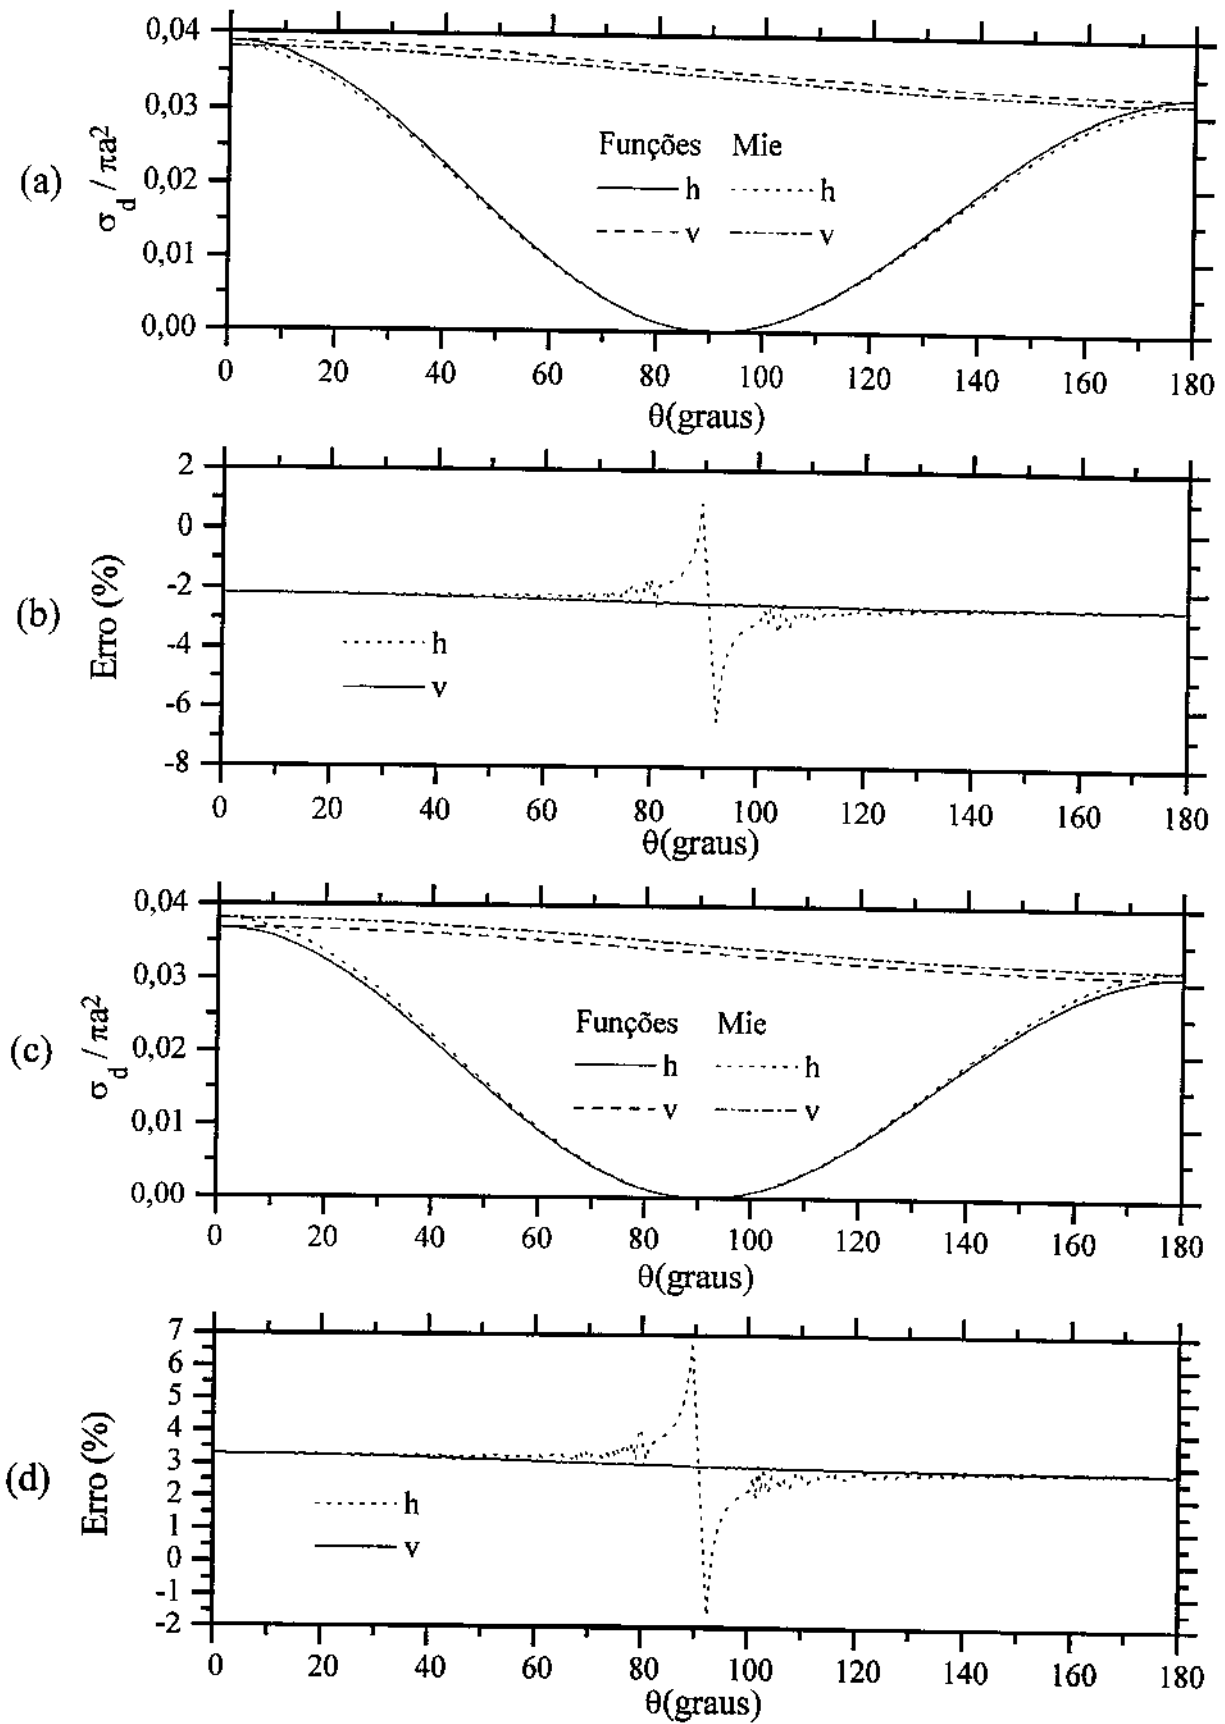 (a)
σd / πa²
0,04
0,03
0,02
0,01
0,00
Funções Mie
h h
v v
0 20 40 60 80 100 120 140 160 180
θ(graus)
(b)
Erro (%)
2
0
-2
-4
-6
-8
h
v
0 20 40 60 80 100 120 140 160 180
θ(graus)
(c)
σd / πa²
0,04
0,03
0,02
0,01
0,00
Funções Mie
h h
v v
0 20 40 60 80 100 120 140 160 180
θ(graus)
(d)
Erro (%)
7
6
5
4
3
2
1
0
-1
-2
h
v
0 20 40 60 80 100 120 140 160 180
θ(graus)